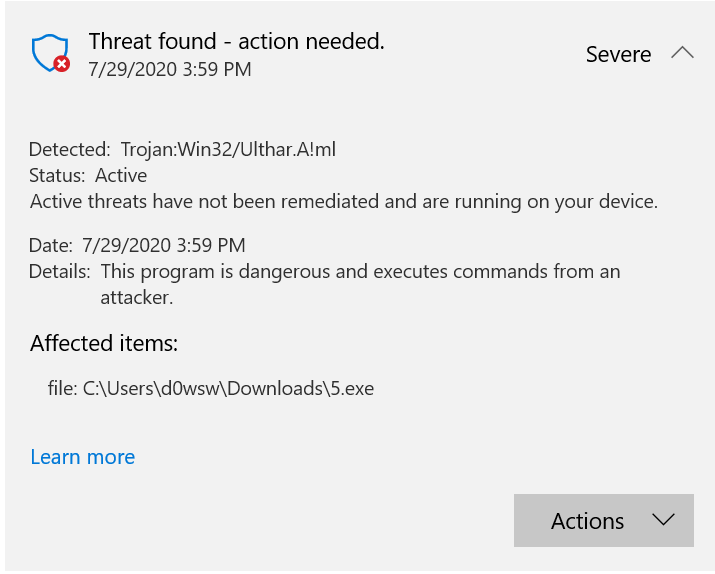 Threat found - action needed.
7/29/2020 3:59 PM
Severe
Detected: Trojan:Win32/Ulthar.A!ml
Status: Active
Active threats have not been remediated and are running on your device.
Date: 7/29/2020 3:59 PM
Details: This program is dangerous and executes commands from an
attacker.
Affected items:
file: C:\Users\d0wsw\Downloads\5.exe
Learn more
Actions